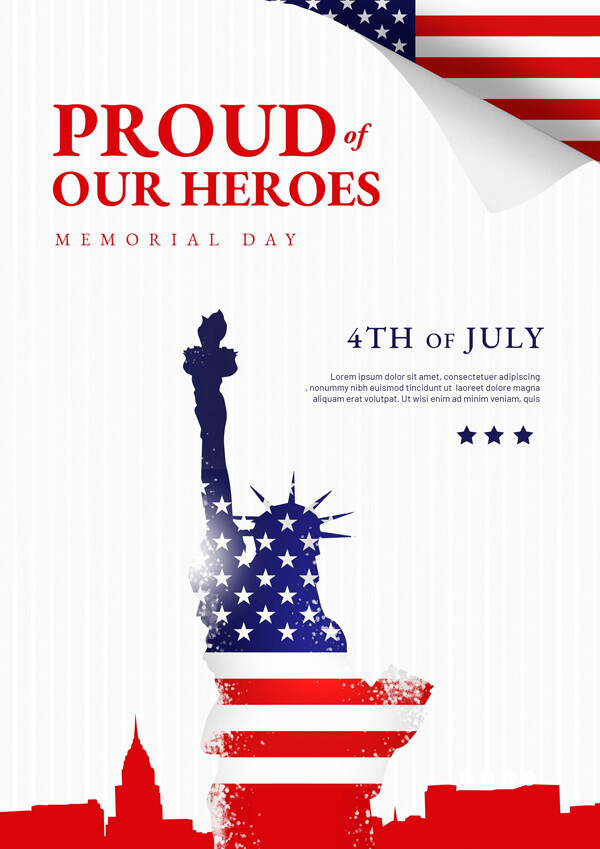 PROUD of
OUR HEROES
MEMORIAL DAY
4TH OF JULY
Lorem ipsum dolor sit amet, consectetuer adipiscing
, nonummy nibh euismod tincidunt ut laoreet dolore magna
aliquam erat volutpat. Ut wisi enim ad minim veniam, quis